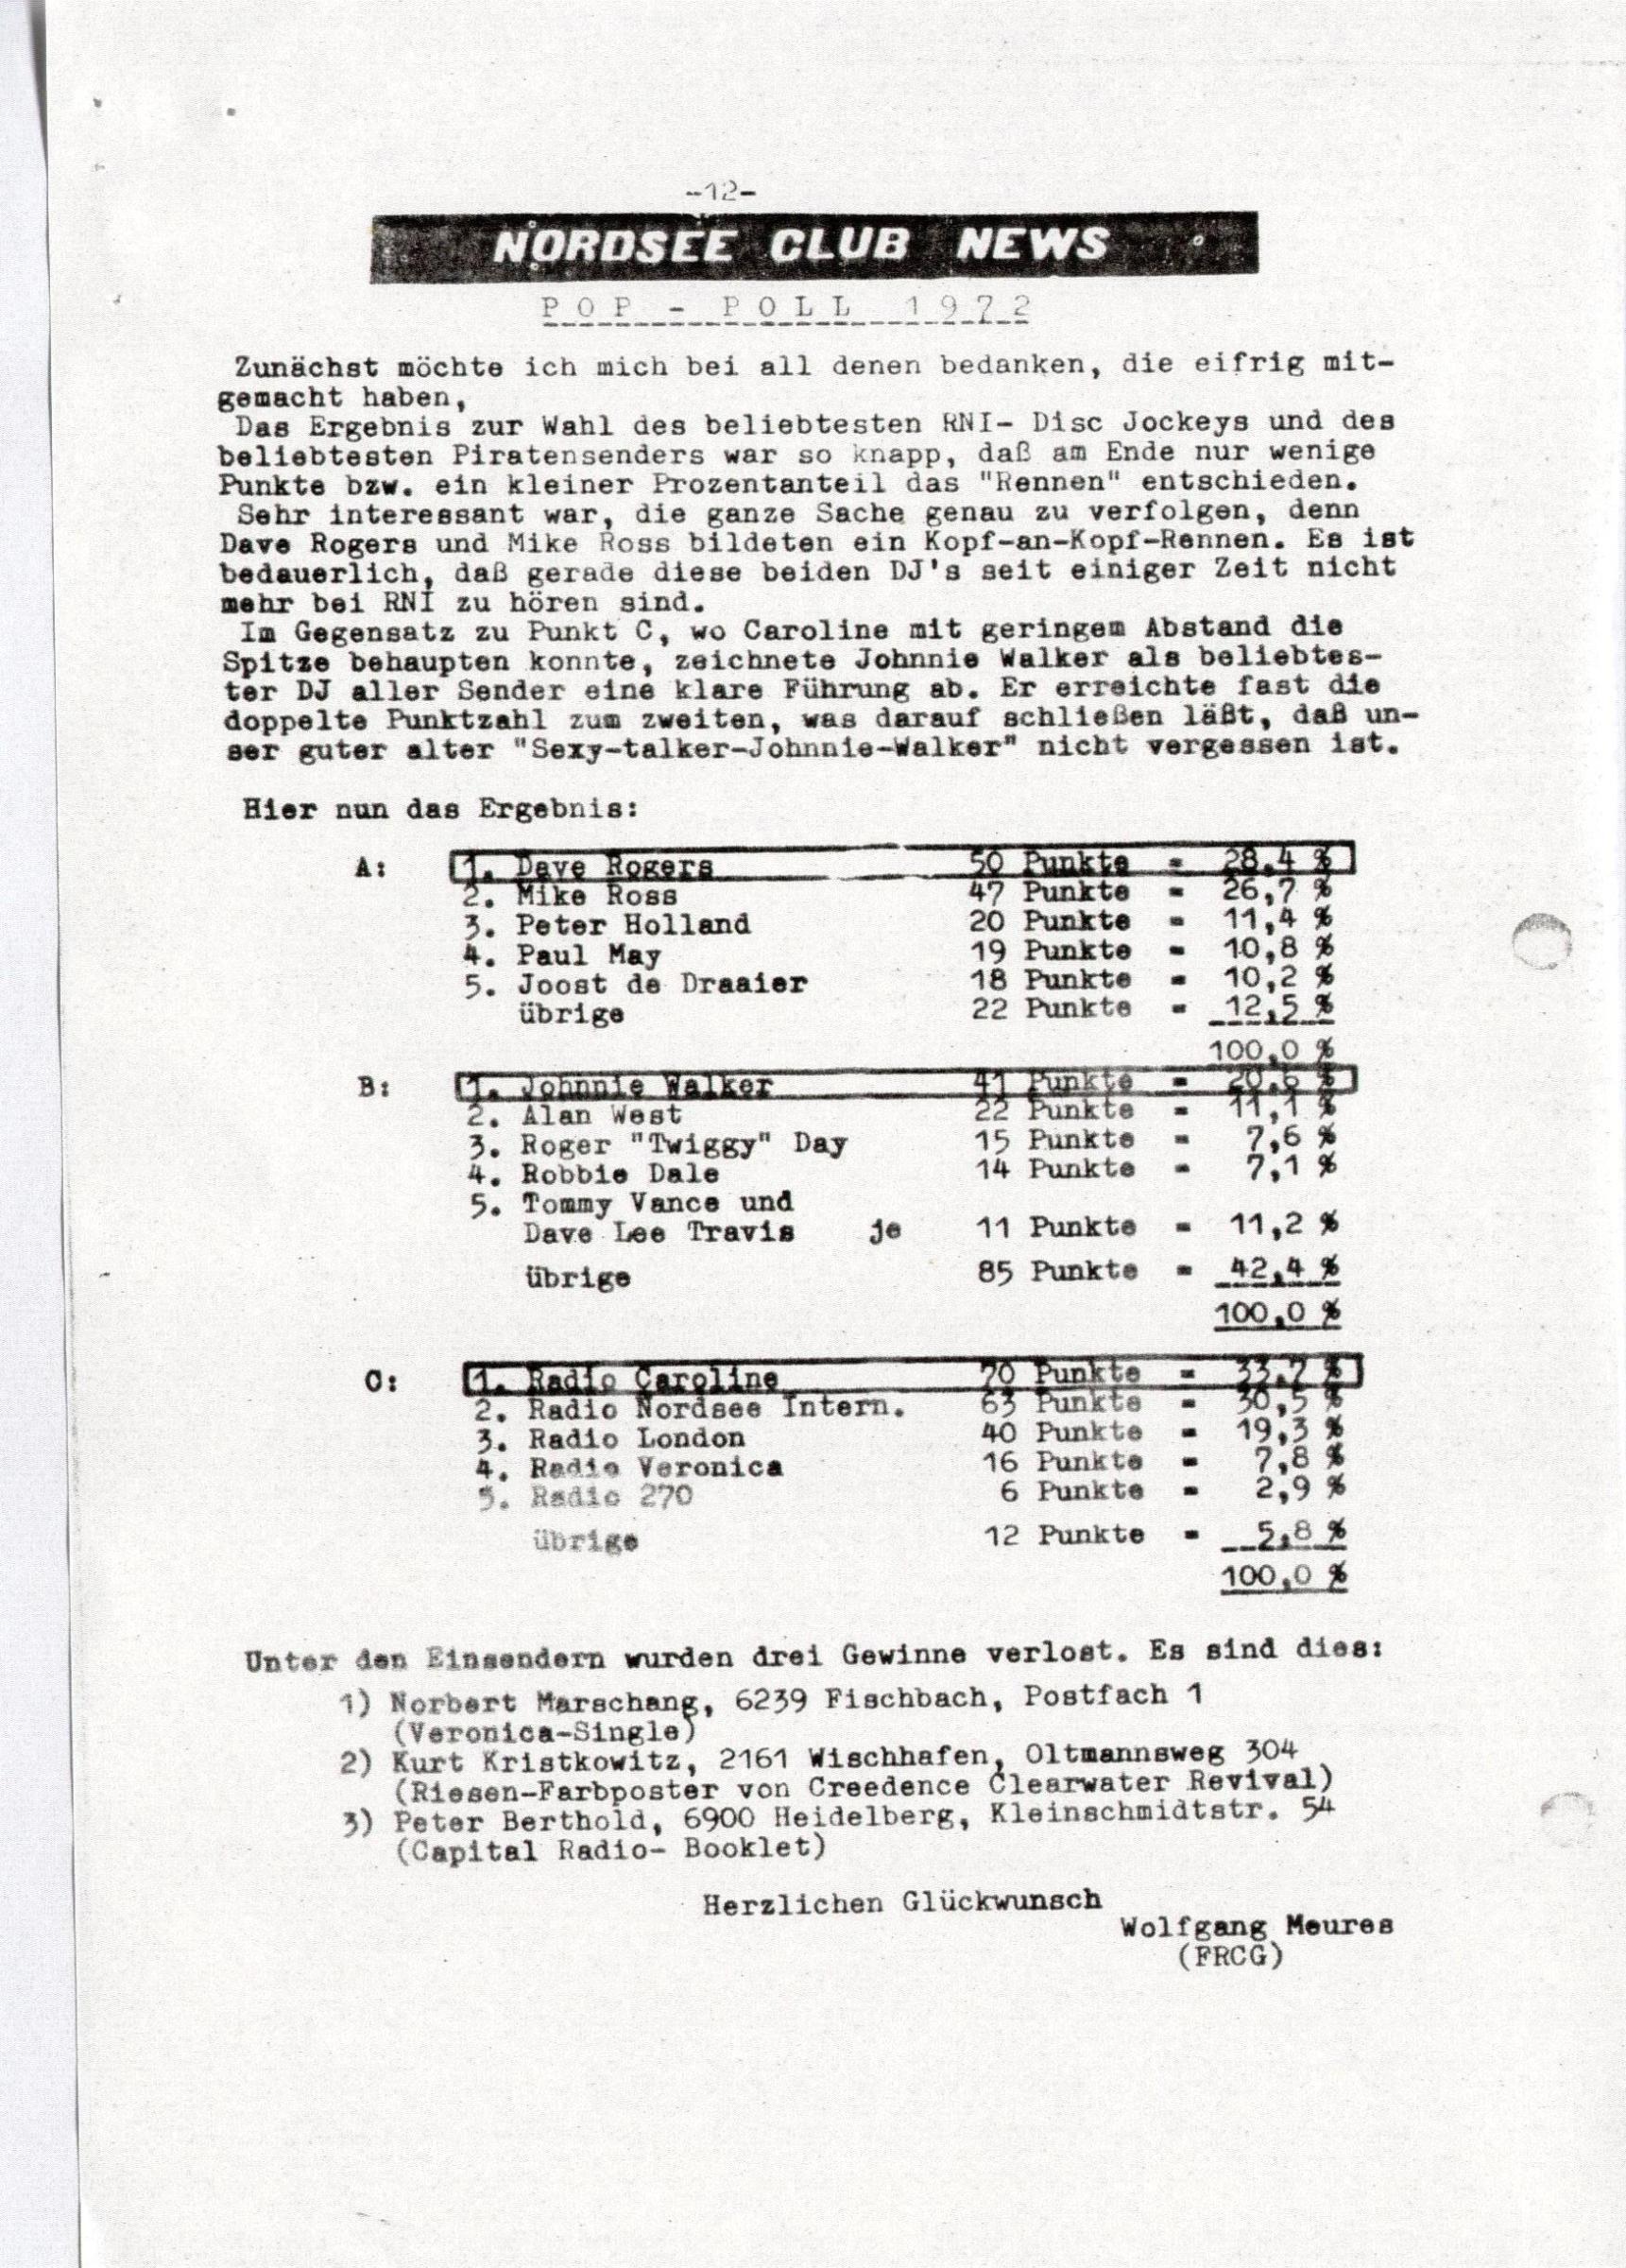 -12-
NORDSEE CLUB NEWS
POP - POLL 1972
Zunächst möchte ich mich bei all denen bedanken, die eifrig mit-
gemacht haben,
Das Ergebnis zur Wahl des beliebtesten RNI- Disc Jockeys und des
beliebtesten Piratensenders war so knapp, daß am Ende nur wenige
Punkte bzw. ein kleiner Prozentanteil das "Rennen" entschieden.
Sehr interessant war, die ganze Sache genau zu verfolgen, denn
Dave Rogers und Mike Ross bildeten ein Kopf-an-Kopf-Rennen. Es ist
bedauerlich, daß gerade diese beiden DJ's seit einiger Zeit nicht
mehr bei RNI zu hören sind.
Im Gegensatz zu Punkt C, wo Caroline mit geringem Abstand die
Spitze behaupten konnte, zeichnete Johnnie Walker als beliebtes-
ter DJ aller Sender eine klare Führung ab. Er erreichte fast die
doppelte Punktzahl zum zweiten, was darauf schließen läßt, daß un-
ser guter alter "Sexy-talker-Johnnie-Walker" nicht vergessen ist.
Hier nun das Ergebnis:
A: 1. Dave Rogers 50 Punkte = 28,4 %
2. Mike Ross 47 Punkte = 26,7 %
3. Peter Holland 20 Punkte = 11,4 %
4. Paul May 19 Punkte = 10,8 %
5. Joost de Draaier 18 Punkte = 10,2 %
übrige 22 Punkte = 12,5 %
100,0 %
B: 1. Johnnie Walker 41 Punkte = 20,6 %
2. Alan West 22 Punkte = 11,1 %
3. Roger "Twiggy" Day 15 Punkte = 7,6 %
4. Robbie Dale 14 Punkte = 7,1 %
5. Tommy Vance und
Dave Lee Travis je 11 Punkte = 11,2 %
übrige 85 Punkte = 42,4 %
100,0 %
C: 1. Radio Caroline 70 Punkte = 33,7 %
2. Radio Nordsee Intern. 63 Punkte = 30,5 %
3. Radio London 40 Punkte = 19,3 %
4. Radio Veronica 16 Punkte = 7,8 %
5. Radio 270 6 Punkte = 2,9 %
übrige 12 Punkte = 5,8 %
100,0 %
Unter den Einsendern wurden drei Gewinne verlost. Es sind dies:
1) Norbert Marschang, 6239 Fischbach, Postfach 1
(Veronica-Single)
2) Kurt Kristkowitz, 2161 Wischhafen, Oltmannsweg 304
(Riesen-Farbposter von Creedence Clearwater Revival)
3) Peter Berthold, 6900 Heidelberg, Kleinschmidtstr. 54
(Capital Radio- Booklet)
Herzlichen Glückwunsch
Wolfgang Meures
(FRCG)